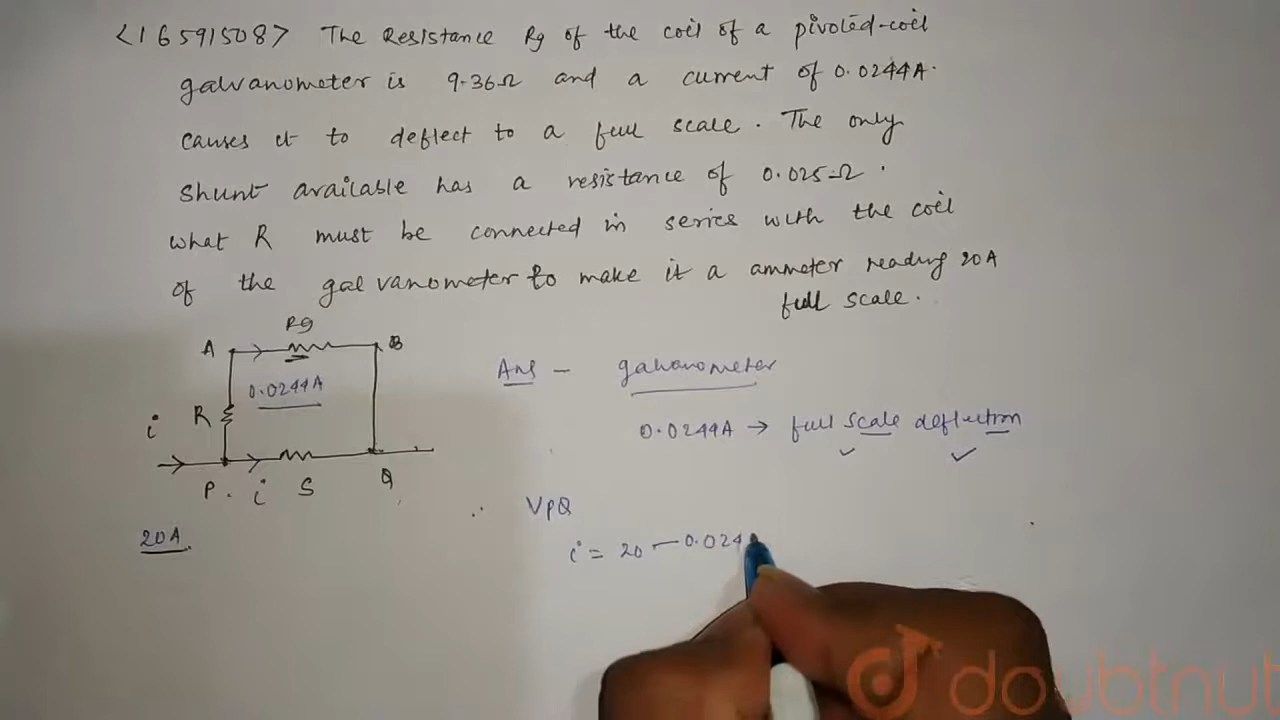 <16591508> The Resistance Rg of the coil of a pivoted-coil
galvanometer is 9.36Ω and a current of 0.0244A.
causes it to deflect to a full scale. The only
shunt available has a resistance of 0.025Ω.
what R must be connected in series with the coil
of the galvanometer to make it a ammeter reading 20A
full scale.
Rg
A B
0.0244A
R
i
P. i S Q
20A.
Ans - galvanometer
0.0244A → full scale deflection
∴ VPQ
i = 20 - 0.024
doubtnut